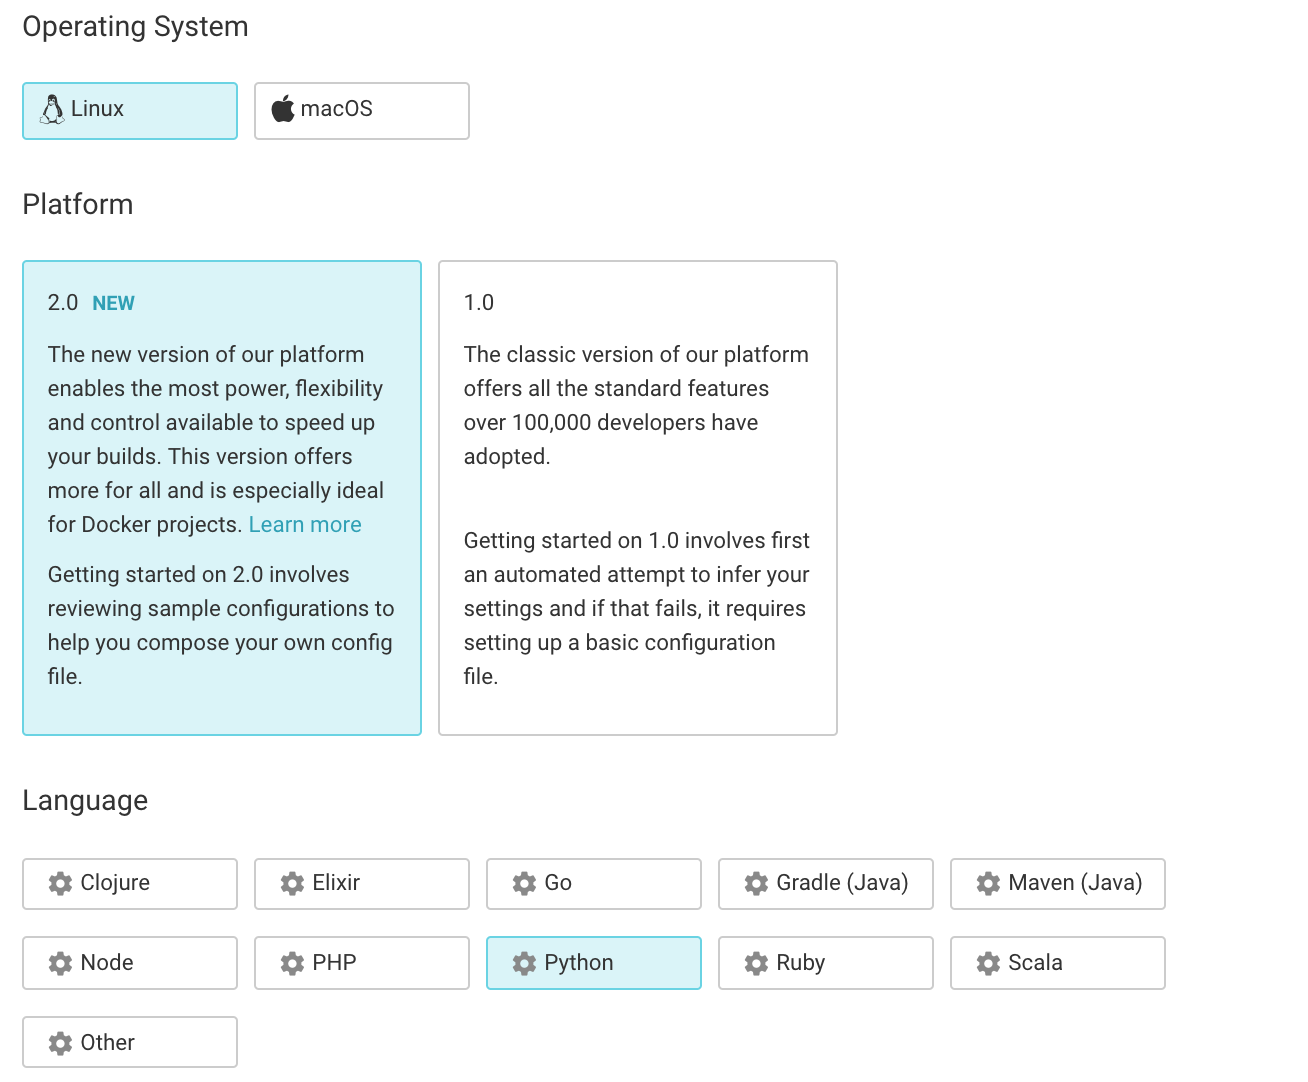 Operating System
Linux
macOS
Platform
2.0 NEW
The new version of our platform
enables the most power, flexibility
and control available to speed up
your builds. This version offers
more for all and is especially ideal
for Docker projects. Learn more
Getting started on 2.0 involves
reviewing sample configurations to
help you compose your own config
file.
1.0
The classic version of our platform
offers all the standard features
over 100,000 developers have
adopted.
Getting started on 1.0 involves first
an automated attempt to infer your
settings and if that fails, it requires
setting up a basic configuration
file.
Language
Clojure
Elixir
Go
Gradle (Java)
Maven (Java)
Node
PHP
Python
Ruby
Scala
Other